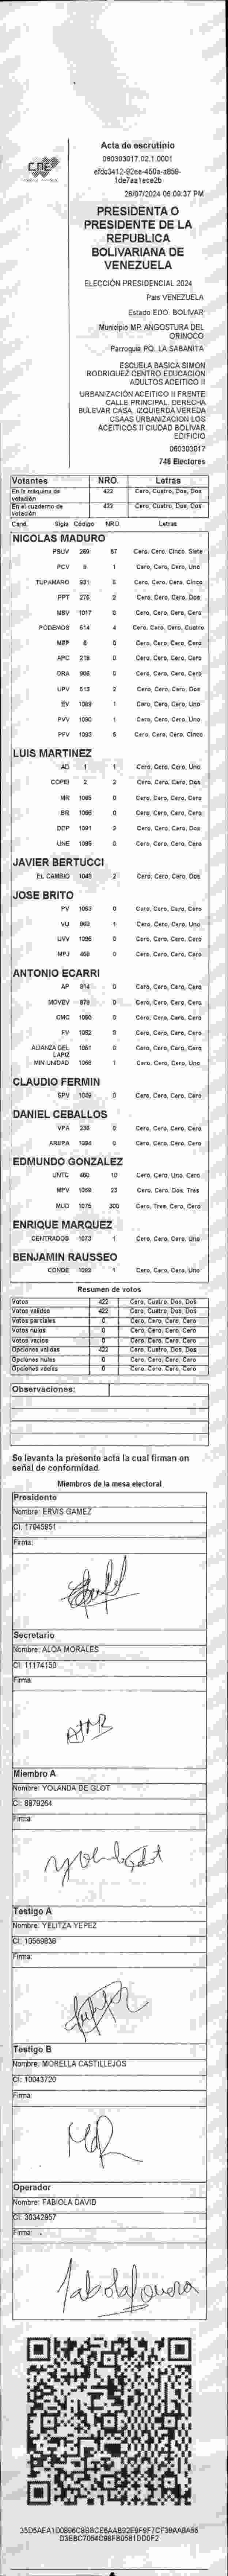 CNE
Acta de escrutinio
060303017.02.1.0001
28/07/2024 06:09:37 PM
PRESIDENTA O
PRESIDENTE DE LA
REPUBLICA
BOLIVARIANA DE
VENEZUELA
ELECCIÓN PRESIDENCIAL 2024
País VENEZUELA
Estado EDO. BOLIVAR
Municipio MP. ANGOSTURA DEL
ORINOCO
Parroquia PQ. LA SABANITA
ESCUELA BASICA SIMON
RODRIGUEZ CENTRO EDUCACION
ADULTOS ACEITICO II
URBANIZACIÓN ACEITICO II FRENTE
CALLE PRINCIPAL. DERECHA
BULEVAR CASA. IZQUIERDA VEREDA
CSAAS URBANIZACION LOS
ACEITICOS II CIUDAD BOLIVAR
EDIFICIO
060303017
746 Electores
Votantes NRO. Letras
En la máquina de votación 422 Cero, Cuatro, Dos, Dos
En el cuaderno de votación 422 Cero, Cuatro, Dos, Dos
Cand. Sigla Código NRO. Letras
NICOLAS MADURO
PSUV 269 57 Cero, Cero, Cinco, Siete
PCV 1 Cero, Cero, Cero, Uno
TUPAMARO 931 5 Cero, Cero, Cero, Cinco
PPT 275 2 Cero, Cero, Cero, Dos
MSV 1017 0 Cero, Cero, Cero, Cero
PODEMOS 514 4 Cero, Cero, Cero, Cuatro
MEP 6 0 Cero, Cero, Cero, Cero
APC 219 0 Cero, Cero, Cero, Cero
ORA 908 0 Cero, Cero, Cero, Cero
UPV 613 2 Cero, Cero, Cero, Dos
EV 1089 1 Cero, Cero, Cero, Uno
PVV 1090 1 Cero, Cero, Cero, Uno
PFV 1093 5 Cero, Cero, Cero, Cinco
LUIS MARTINEZ
AD 1 1 Cero, Cero, Cero, Uno
COPEI 2 2 Cero, Cero, Cero, Dos
MR 1065 0 Cero, Cero, Cero, Cero
BR 1066 0 Cero, Cero, Cero, Cero
DDP 1091 2 Cero, Cero, Cero, Dos
UNE 1095 0 Cero, Cero, Cero, Cero
JAVIER BERTUCCI
EL CAMBIO 1048 2 Cero, Cero, Cero, Dos
JOSE BRITO
PV 1053 0 Cero, Cero, Cero, Cero
VU 969 1 Cero, Cero, Cero, Uno
UVV 1096 0 Cero, Cero, Cero, Cero
MPJ 468 0 Cero, Cero, Cero, Cero
ANTONIO ECARRI
AP 914 0 Cero, Cero, Cero, Cero
MOVEV 979 0 Cero, Cero, Cero, Cero
CMC 1050 0 Cero, Cero, Cero, Cero
FV 1052 0 Cero, Cero, Cero, Cero
ALIANZA DEL LAPIZ 1051 0 Cero, Cero, Cero, Cero
MIN UNIDAD 1068 1 Cero, Cero, Cero, Uno
CLAUDIO FERMIN
SPV 1049 0 Cero, Cero, Cero, Cero
DANIEL CEBALLOS
VPA 236 0 Cero, Cero, Cero, Cero
AREPA 1094 0 Cero, Cero, Cero, Cero
EDMUNDO GONZALEZ
UNTC 460 10 Cero, Cero, Uno, Cero
MPV 1069 23 Cero, Cero, Dos, Tres
MUD 1075 300 Cero, Tres, Cero, Cero
ENRIQUE MARQUEZ
CENTRADOS 1073 1 Cero, Cero, Cero, Uno
BENJAMIN RAUSSEO
CONDE 1093 1 Cero, Cero, Cero, Uno
Resumen de votos
Votos 422 Cero, Cuatro, Dos, Dos
Votos validos 422 Cero, Cuatro, Dos, Dos
Votos parciales 0 Cero, Cero, Cero, Cero
Votos nulos 0 Cero, Cero, Cero, Cero
Votos vacios 0 Cero, Cero, Cero, Cero
Opciones validas 422 Cero, Cuatro, Dos, Dos
Opciones nulas 0 Cero, Cero, Cero, Cero
Opciones vacias 0 Cero, Cero, Cero, Cero
Observaciones:
Se levanta la presente acta la cual firman en
señal de conformidad.
Miembros de la mesa electoral
Presidente
Nombre: ERVIS GAMEZ
CI: 17045951
Firma:
Secretario
Nombre: ALOA MORALES
CI: 11174150
Firma:
Miembro A
Nombre: YOLANDA DE GLOT
CI: 8879264
Firma:
Testigo A
Nombre: YELITZA YEPEZ
CI: 10569838
Firma:
Testigo B
Nombre: MORELLA CASTILLEJOS
CI: 10043720
Firma:
Operador
Nombre: FABIOLA DAVID
CI: 30342957
Firma: